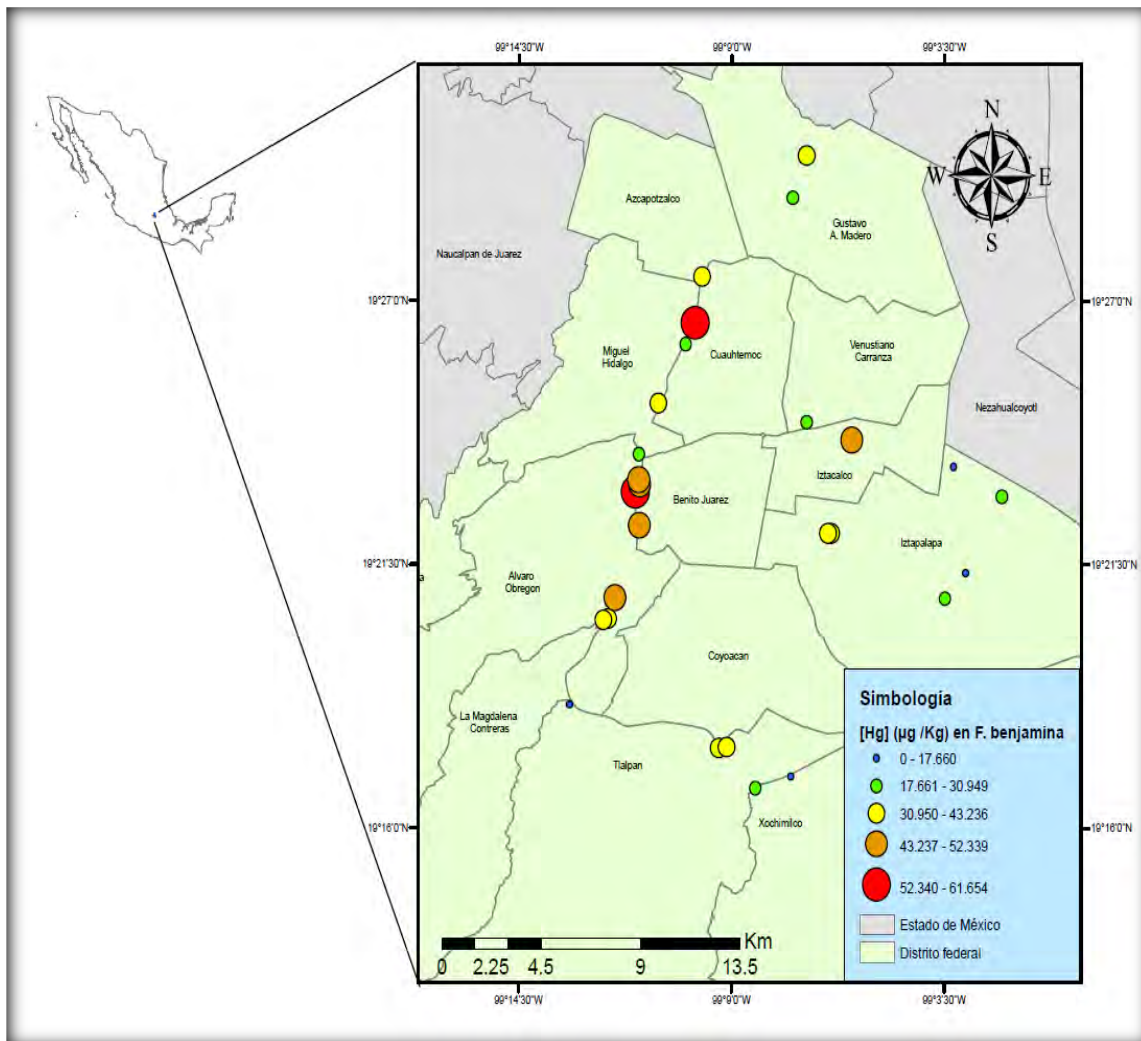 99°14'30"W
99°9'0"W
99°3'30"W
N
W
E
S
Azcapotzalco
Gustavo
A. Madero
Naucalpan de Juarez
19°27'0"N
19°27'0"N
Miguel
Hidalgo
Cuauhtemoc
Venustiano
Carranza
Nezahualcoyotl
Iztacalco
Benito Juarez
Iztapalapa
19°21'30"N
19°21'30"N
a
Alvaro
Obregon
Coyoacan
La Magdalena
Contreras
Tlalpan
Xochimilco
19°16'0"N
19°16'0"N
Simbología
[Hg] (µg /Kg) en F. benjamina
0 - 17.660
17.661 - 30.949
30.950 - 43.236
43.237 - 52.339
52.340 - 61.654
Estado de México
Distrito federal
Km
0 2.25 4.5 9 13.5
99°14'30"W
99°9'0"W
99°3'30"W